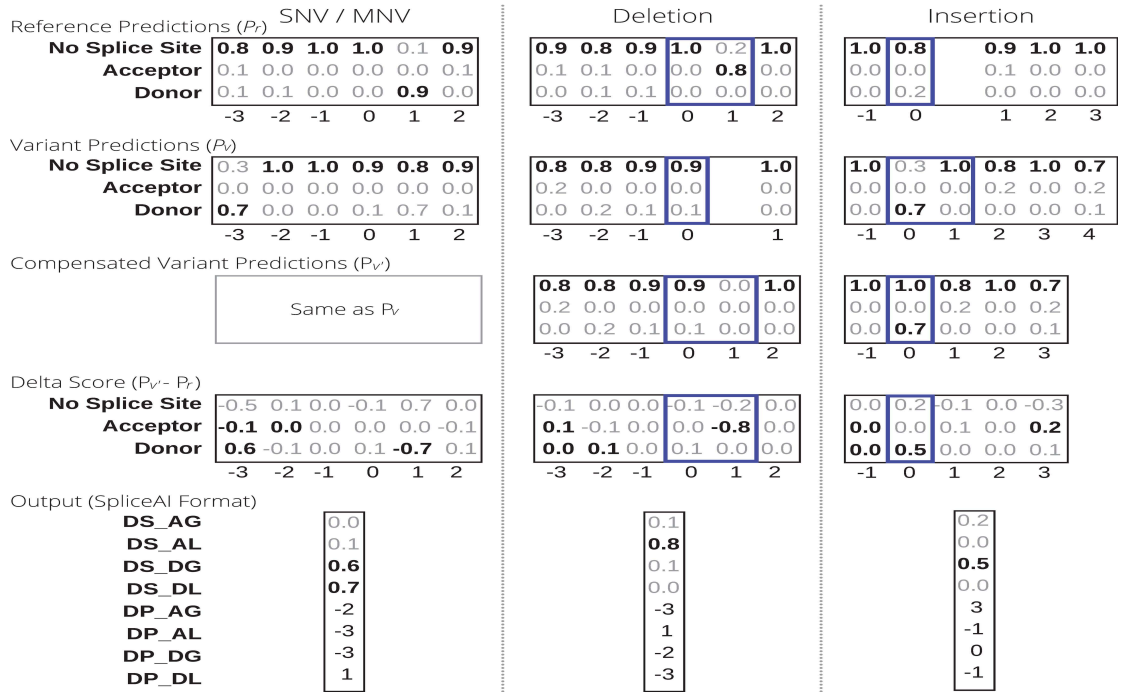 SNV / MNV Deletion Insertion
Reference Predictions (Pr)
No Splice Site 0.8 0.9 1.0 1.0 0.1 0.9 0.9 0.8 0.9 1.0 0.2 1.0 1.0 0.8 0.9 1.0 1.0
Acceptor 0.1 0.0 0.0 0.0 0.0 0.1 0.1 0.1 0.0 0.0 0.8 0.0 0.0 0.0 0.1 0.0 0.0
Donor 0.1 0.1 0.0 0.0 0.9 0.0 0.0 0.1 0.1 0.0 0.0 0.0 0.0 0.2 0.0 0.0 0.0
-3 -2 -1 0 1 2 -3 -2 -1 0 1 2 -1 0 1 2 3
Variant Predictions (Pv)
No Splice Site 0.3 1.0 1.0 0.9 0.8 0.9 0.8 0.8 0.9 0.9 1.0 1.0 0.3 1.0 0.8 1.0 0.7
Acceptor 0.0 0.0 0.0 0.0 0.0 0.0 0.2 0.0 0.0 0.0 0.0 0.0 0.0 0.0 0.2 0.0 0.2
Donor 0.7 0.0 0.0 0.1 0.7 0.1 0.0 0.2 0.1 0.1 0.0 0.0 0.7 0.0 0.0 0.0 0.1
-3 -2 -1 0 1 2 -3 -2 -1 0 1 -1 0 1 2 3 4
Compensated Variant Predictions (Pv')
Same as Pv
0.8 0.8 0.9 0.9 0.0 1.0 1.0 1.0 0.8 1.0 0.7
0.2 0.0 0.0 0.0 0.0 0.0 0.0 0.0 0.2 0.0 0.2
0.0 0.2 0.1 0.1 0.0 0.0 0.0 0.7 0.0 0.0 0.1
-3 -2 -1 0 1 2 -1 0 1 2 3
Delta Score (Pv'- Pr)
No Splice Site -0.5 0.1 0.0 -0.1 0.7 0.0 -0.1 0.0 0.0 -0.1 -0.2 0.0 0.0 0.2 -0.1 0.0 -0.3
Acceptor -0.1 0.0 0.0 0.0 0.0 -0.1 0.1 -0.1 0.0 0.0 -0.8 0.0 0.0 0.0 0.1 0.0 0.2
Donor 0.6 -0.1 0.0 0.1 -0.7 0.1 0.0 0.1 0.0 0.1 0.0 0.0 0.0 0.5 0.0 0.0 0.1
-3 -2 -1 0 1 2 -3 -2 -1 0 1 2 -1 0 1 2 3
Output (SpliceAI Format)
DS_AG 0.0 0.1 0.2
DS_AL 0.1 0.8 0.0
DS_DG 0.6 0.1 0.5
DS_DL 0.7 0.0 0.0
DP_AG -2 -3 3
DP_AL -3 1 -1
DP_DG -3 -2 0
DP_DL 1 -3 -1